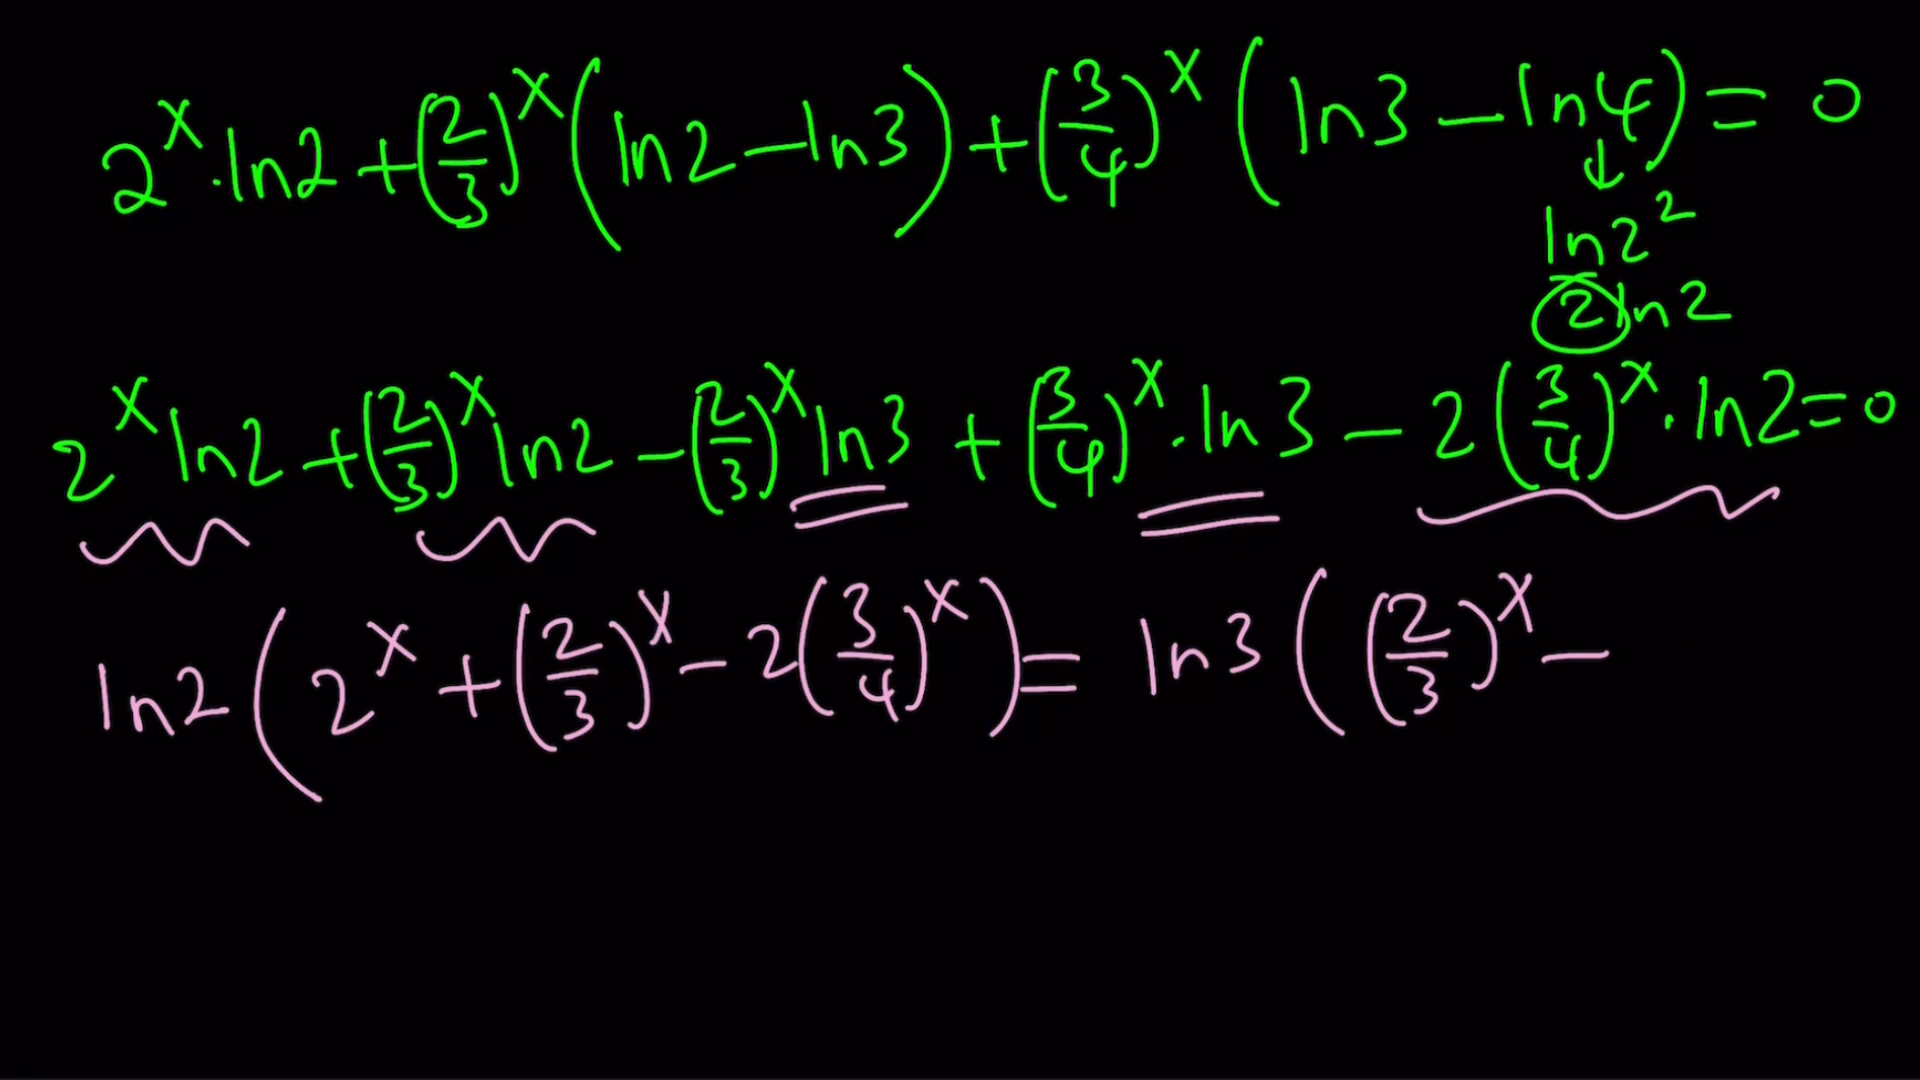 2^x · ln2 + (2/3)^x (ln2 − ln3) + (3/4)^x (ln3 − ln4) = 0
↓
ln2^2
2ln2
2^x ln2 + (2/3)^x ln2 − (2/3)^x ln3 + (3/4)^x · ln3 − 2(3/4)^x · ln2 = 0
ln2 (2^x + (2/3)^x − 2(3/4)^x) = ln3 ((2/3)^x −